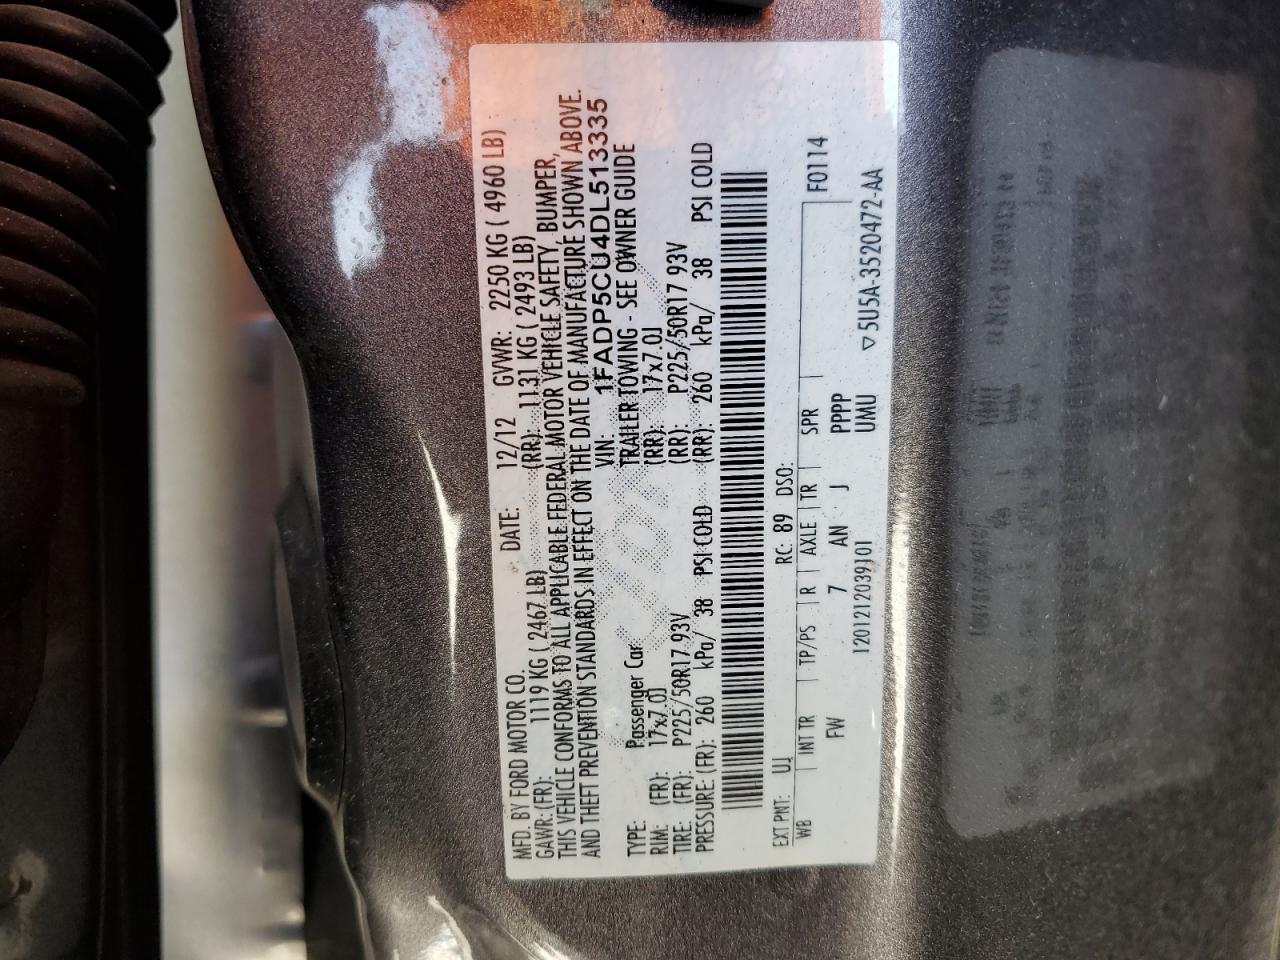 MFD. BY FORD MOTOR CO. DATE: 12/12 GVWR: 2250 KG ( 4960 LB)
GAWR: (FR): 1119 KG ( 2467 LB) (RR): 1131 KG ( 2493 LB)
THIS VEHICLE CONFORMS TO ALL APPLICABLE FEDERAL MOTOR VEHICLE SAFETY, BUMPER,
AND THEFT PREVENTION STANDARDS IN EFFECT ON THE DATE OF MANUFACTURE SHOWN ABOVE.
VIN: 1FADP5CU4DL513335
TYPE: Passenger Car TRAILER TOWING - SEE OWNER GUIDE
RIM: (FR): 17x7.0J (RR): 17x7.0J
TIRE: (FR): P225/50R17 93V (RR): P225/50R17 93V
PRESSURE: (FR): 260 kPa/ 38 PSI COLD (RR): 260 kPa/ 38 PSI COLD
EXT PNT: UJ RC: 89 DSO: F0114
WB INT TR TP/PS R AXLE TR SPR
FW 7 AN J PPPP
1201212039101 UMU ▽5U5A-3520472-AA